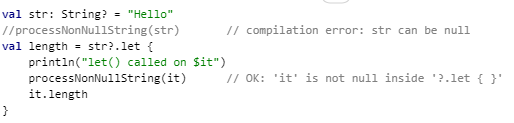 val str: String? = "Hello"
//processNonNullString(str)       // compilation error: str can be null
val length = str?.let {
    println("let() called on $it")
    processNonNullString(it)      // OK: 'it' is not null inside '?.let { }'
    it.length
}